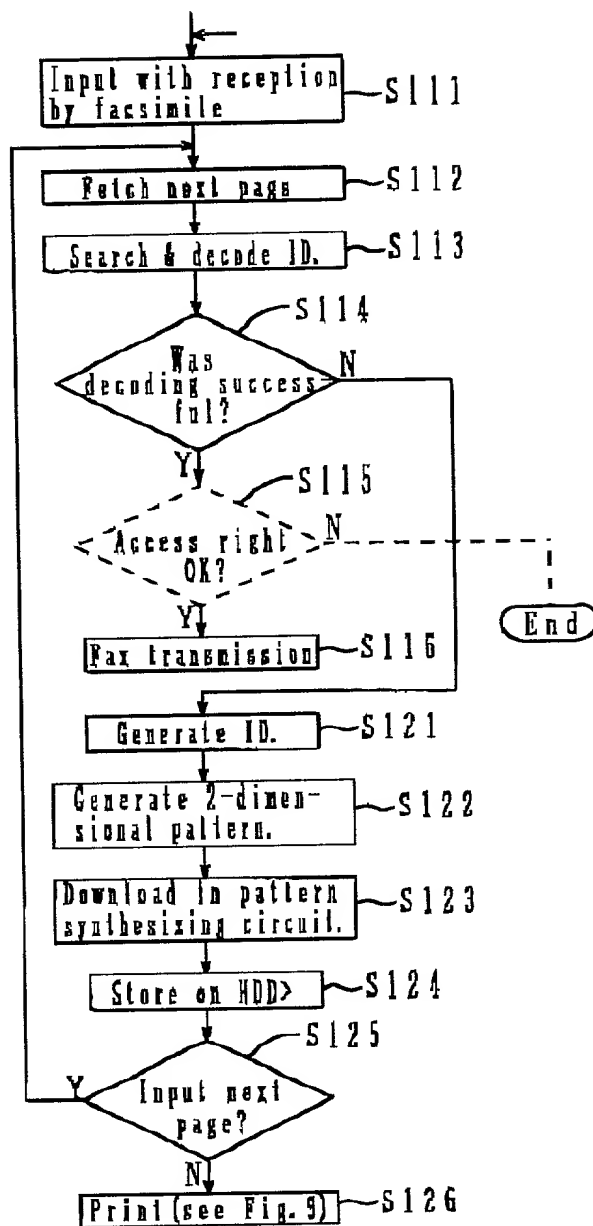 Input with reception
by facsimile
S111
Fetch next page
S112
Search & decode ID.
S113
S114
Was
decoding success-
ful?
N
Y
S115
Access right
OK?
N
Y
End
Fax transmission
S116
Generate ID.
S121
Generate 2-dimen-
sional pattern.
S122
Download in pattern
synthesizing circuit.
S123
Store on HDD>
S124
S125
Input next
page?
Y
N
Print(see Fig. 9)
S126